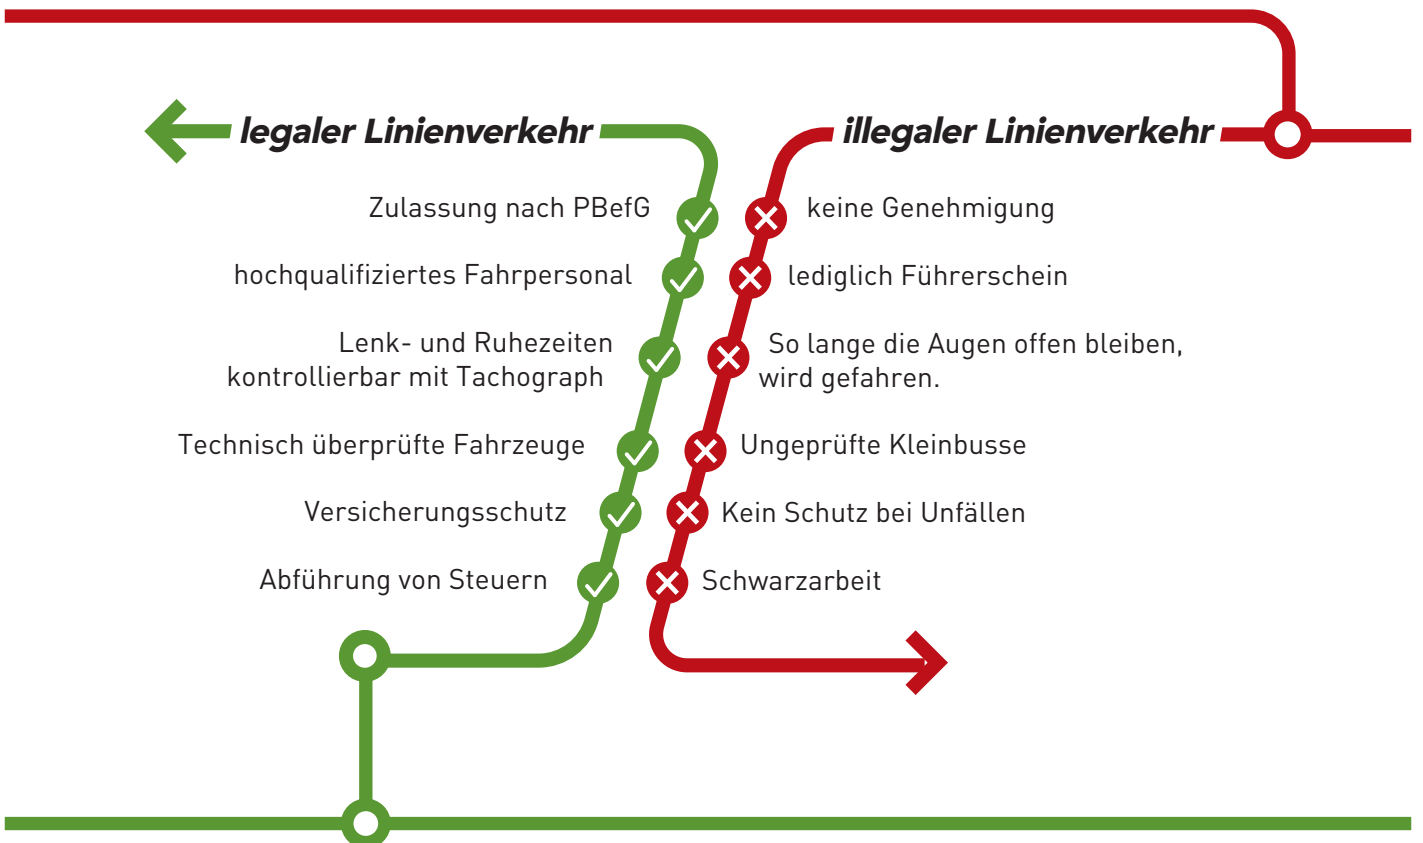 legaler Linienverkehr
Zulassung nach PBefG
hochqualifiziertes Fahrpersonal
Lenk- und Ruhezeiten
kontrollierbar mit Tachograph
Technisch überprüfte Fahrzeuge
Versicherungsschutz
Abführung von Steuern
illegaler Linienverkehr
keine Genehmigung
lediglich Führerschein
So lange die Augen offen bleiben,
wird gefahren.
Ungeprüfte Kleinbusse
Kein Schutz bei Unfällen
Schwarzarbeit